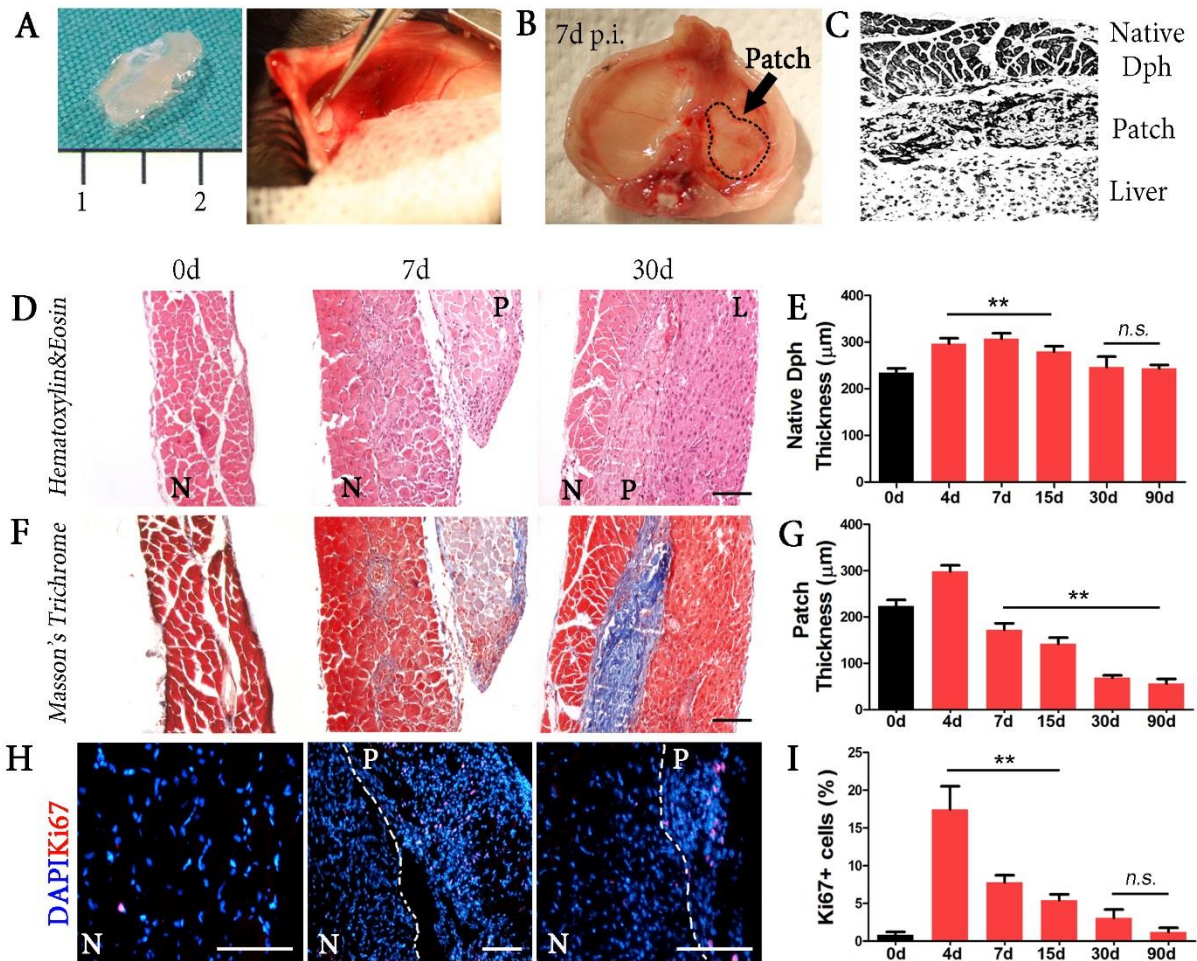 A
1
2
B
7d p.i.
Patch
C
Native
Dph
Patch
Liver
0d
7d
30d
D
Hematoxylin&Eosin
N
N
P
N
P
L
E
Native Dph
Thickness (μm)
400
300
200
100
0
**
n.s.
0d 4d 7d 15d 30d 90d
F
Masson's Trichrome
G
Patch
Thickness (μm)
400
300
200
100
0
**
0d 4d 7d 15d 30d 90d
H
DAPIKi67
N
P
N
P
N
I
Ki67+ cells (%)
25
20
15
10
5
0
**
n.s.
0d 4d 7d 15d 30d 90d